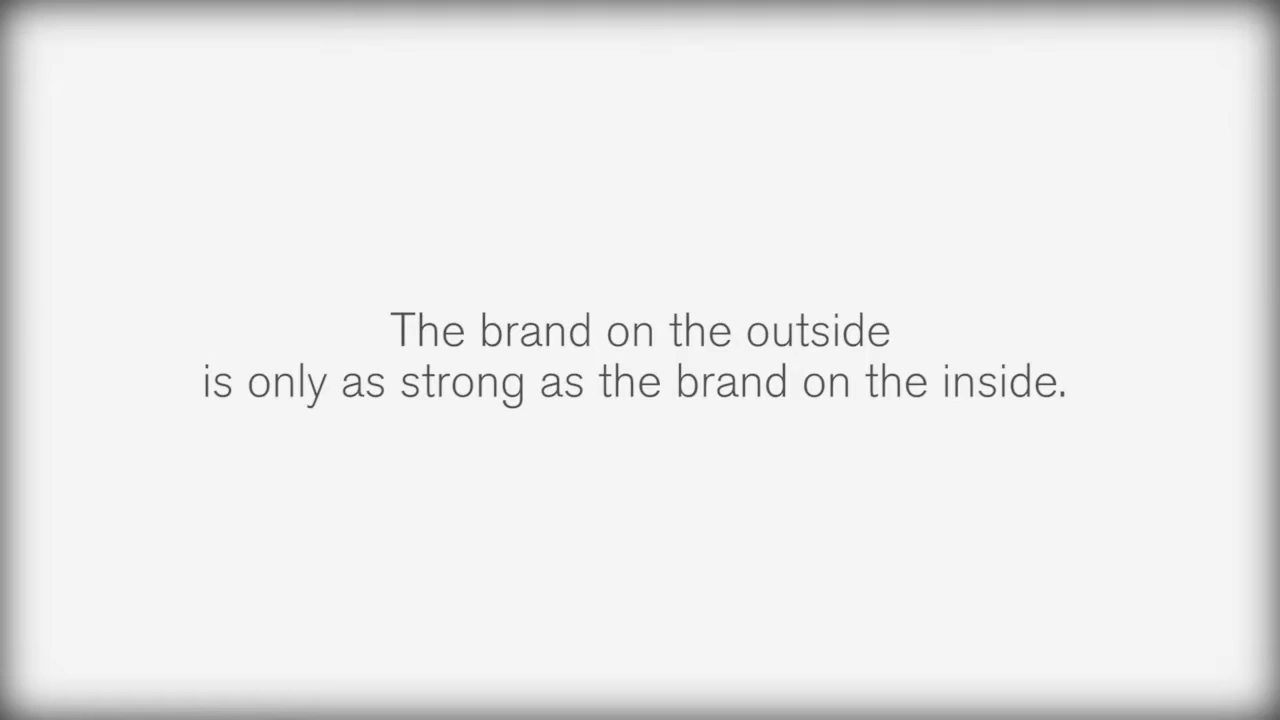 The brand on the outside
is only as strong as the brand on the inside.